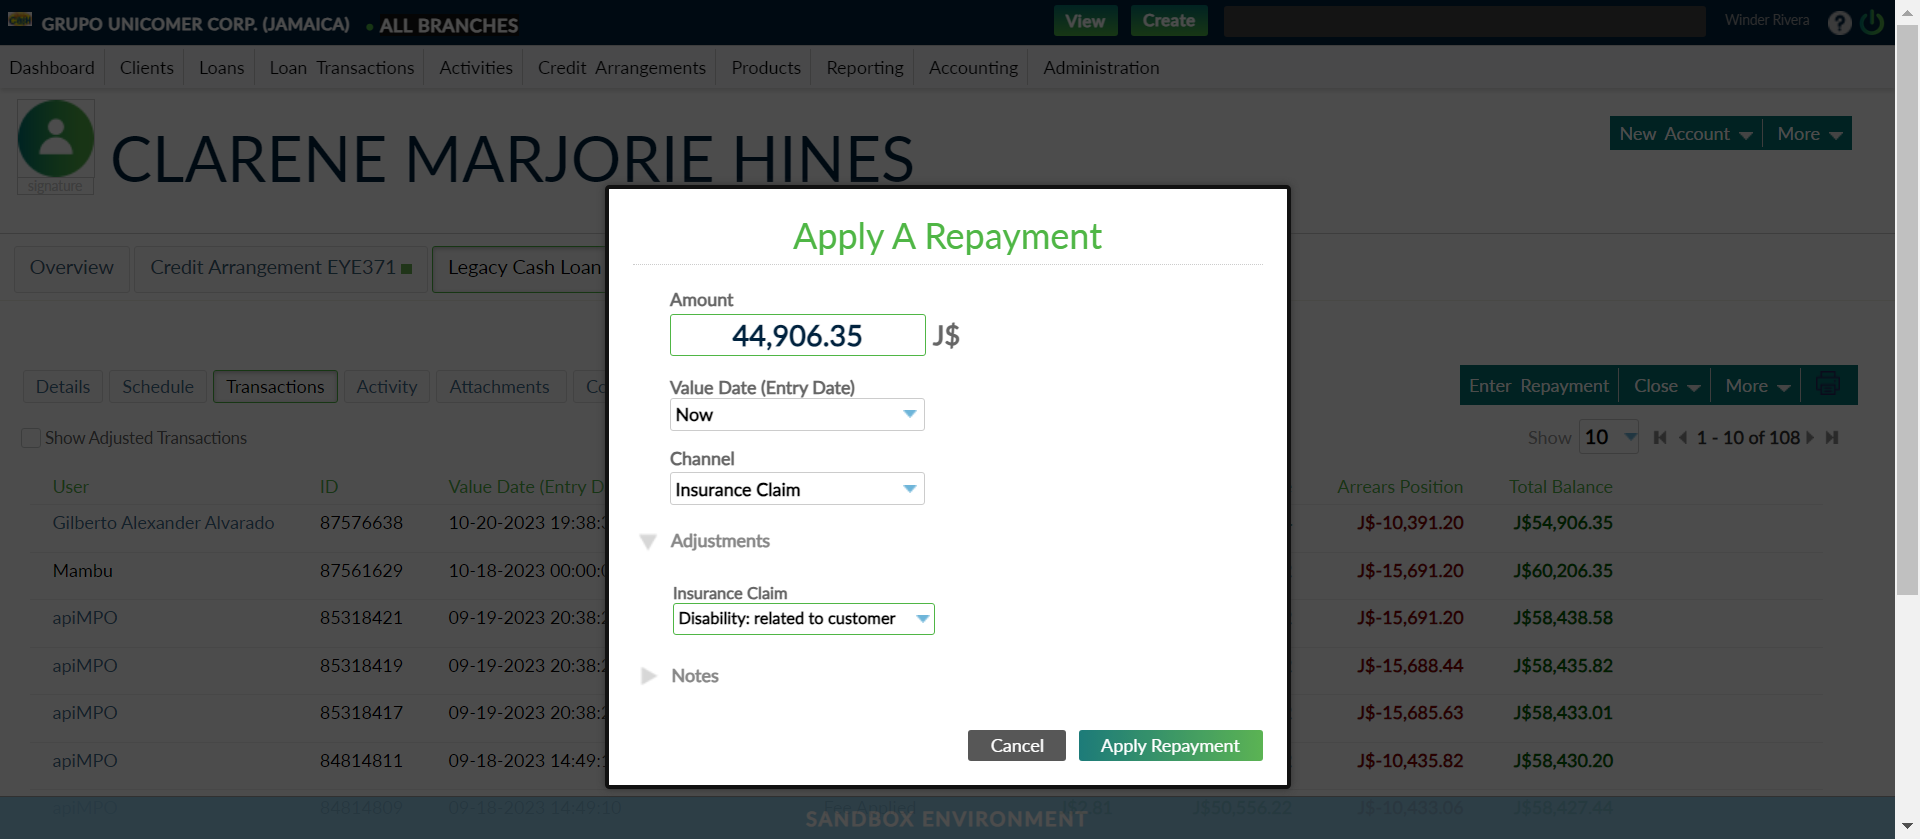 GRUPO UNICOMER CORP. (JAMAICA) ALL BRANCHES View Create Winder Rivera ?
Dashboard Clients Loans Loan Transactions Activities Credit Arrangements Products Reporting Accounting Administration
signature
CLARENE MARJORIE HINES
New Account More
Overview Credit Arrangement EYE371 Legacy Cash Loan
Apply A Repayment
Amount
44,906.35 J$
Value Date (Entry Date)
Now
Channel
Insurance Claim
Adjustments
Insurance Claim
Disability: related to customer
Notes
Cancel Apply Repayment
Details Schedule Transactions Activity Attachments Co
Enter Repayment Close More
Show Adjusted Transactions
Show 10 1 - 10 of 108
User ID Value Date (Entry D Arrears Position Total Balance
Gilberto Alexander Alvarado 87576638 10-20-2023 19:38: J$-10,391.20 J$54,906.35
Mambu 87561629 10-18-2023 00:00: J$-15,691.20 J$60,206.35
apiMPO 85318421 09-19-2023 20:38: J$-15,691.20 J$58,438.58
apiMPO 85318419 09-19-2023 20:38: J$-15,688.44 J$58,435.82
apiMPO 85318417 09-19-2023 20:38: J$-15,685.63 J$58,433.01
apiMPO 84814811 09-18-2023 14:49: J$-10,435.82 J$58,430.20
apiMPO 84814809 09-18-2023 14:49:10 Fee Applied J$2.81 J$50,556.22 J$-10,433.06 J$58,427.44
SANDBOX ENVIRONMENT